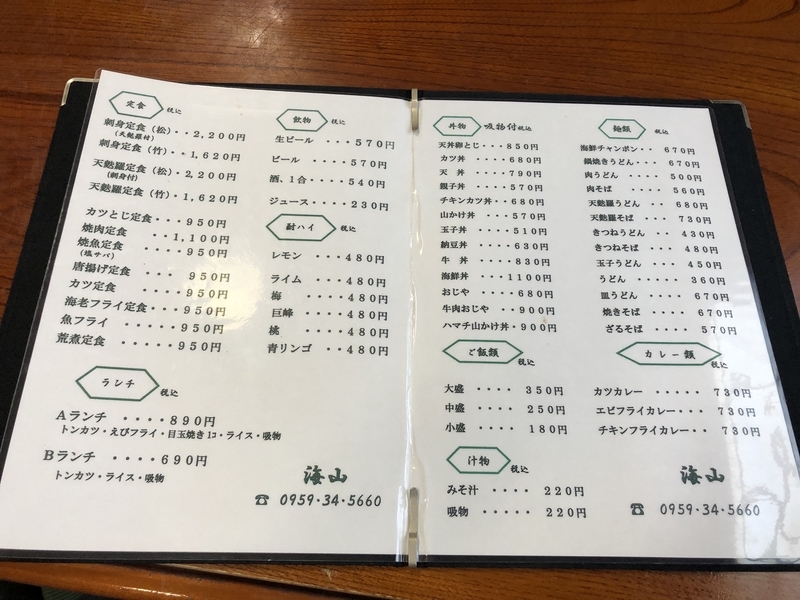 定食 税込
刺身定食(松)・・2,200円
(天麩羅付)
刺身定食(竹)・・1,620円
天麩羅定食(松)・2,200円
(刺身付)
天麩羅定食(竹)・1,620円
カツとじ定食・・・950円
焼肉定食 ・・1,100円
焼魚定食 ・・・・950円
(塩サバ)
唐揚げ定食 ・・・950円
カツ定食 ・・・・950円
海老フライ定食・・・950円
魚フライ ・・・・・950円
荒煮定食 ・・・・・950円
ランチ 税込
Aランチ ・・・・890円
トンカツ・えびフライ・目玉焼き1コ・ライス・吸物
Bランチ ・・・・690円
トンカツ・ライス・吸物
飲物 税込
生ビール ・・・570円
ビール ・・・・570円
酒、1合・・・・540円
ジュース・・・・230円
酎ハイ 税込
レモン ・・・480円
ライム ・・・・480円
梅 ・・・・480円
巨峰 ・・・・480円
桃 ・・・・480円
青リンゴ ・・480円
海山
☎ 0959・34・5660
丼物 吸物付税込
天丼卵とじ・・・850円
カツ丼 ・・・・680円
天 丼 ・・・・790円
親子丼 ・・・・570円
チキンカツ丼・・680円
山かけ丼 ・・・570円
玉子丼 ・・・・510円
納豆丼 ・・・・630円
牛 丼 ・・・・830円
海鮮丼 ・・・1100円
おじや ・・・・680円
牛肉おじや ・・900円
ハマチ山かけ丼・900円
ご飯類 税込
大盛 ・・・・ 350円
中盛 ・・・・ 250円
小盛 ・・・・ 180円
汁物 税込
みそ汁 ・・・・ 220円
吸物 ・・・・・ 220円
麺類 税込
海鮮チャンポン・・ 670円
鍋焼きうどん・・・ 670円
肉うどん ・・・・ 500円
肉そば ・・・・ 560円
天麩羅うどん ・・ 680円
天麩羅そば ・・・ 730円
きつねうどん ・・ 430円
きつねそば ・・・ 480円
玉子うどん ・・・ 450円
うどん ・・・・ 360円
皿うどん ・・・・ 670円
焼きそば ・・・・ 670円
ざるそば ・・・・ 570円
カレー類 税込
カツカレー・・・・・ 730円
エビフライカレー・・・ 730円
チキンフライカレー・・ 730円
海山
☎ 0959・34・5660